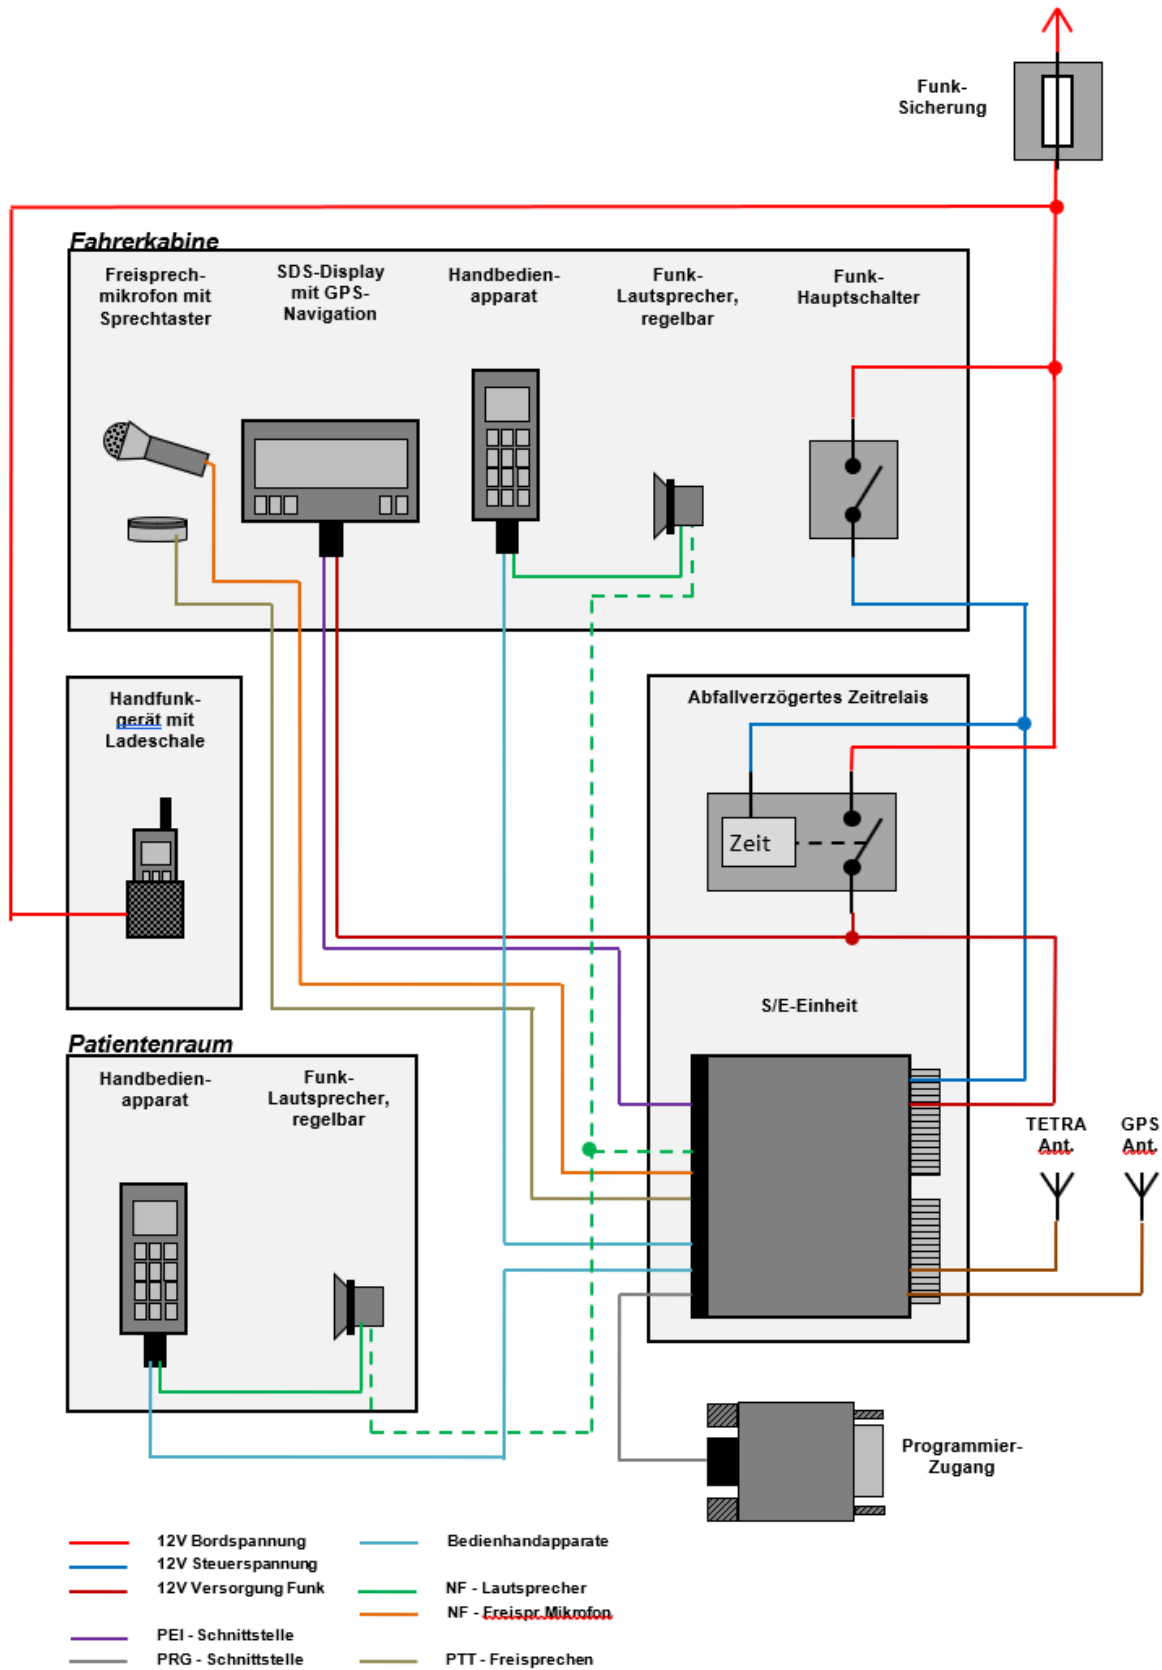 Funk-
Sicherung
Fahrerkabine
Freisprech-
mikrofon mit
Sprechtaster
SDS-Display
mit GPS-
Navigation
Handbedien-
apparat
Funk-
Lautsprecher,
regelbar
Funk-
Hauptschalter
Handfunk-
gerät mit
Ladeschale
Abfallverzögertes Zeitrelais
Zeit
S/E-Einheit
Patientenraum
Handbedien-
apparat
Funk-
Lautsprecher,
regelbar
TETRA
Ant.
GPS
Ant.
Programmier-
Zugang
12V Bordspannung
12V Steuerspannung
12V Versorgung Funk
PEI - Schnittstelle
PRG - Schnittstelle
Bedienhandapparate
NF - Lautsprecher
NF - Freispr.Mikrofon
PTT - Freisprechen